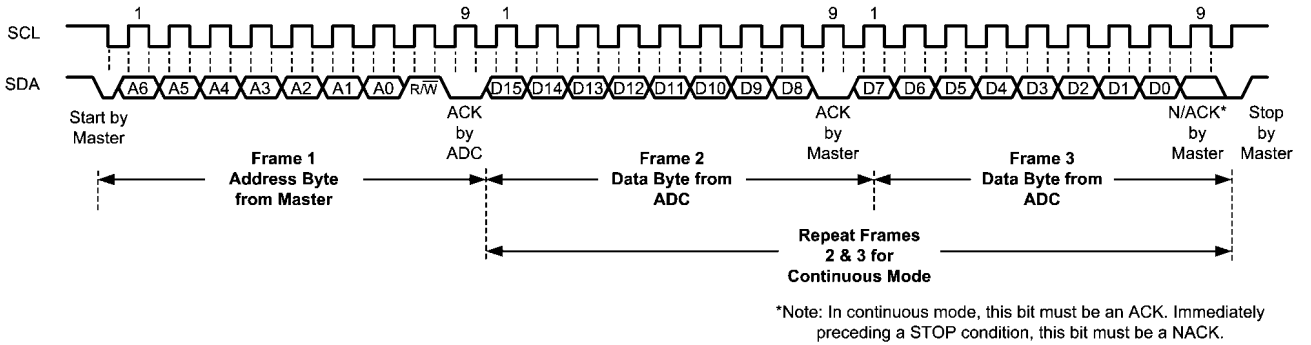 1 9 1 9 1 9
SCL
SDA
A6 A5 A4 A3 A2 A1 A0 R/W̅ D15 D14 D13 D12 D11 D10 D9 D8 D7 D6 D5 D4 D3 D2 D1 D0
Start by
Master
ACK
by
ADC
ACK
by
Master
N/ACK*
by
Master
Stop
by
Master
Frame 1
Address Byte
from Master
Frame 2
Data Byte from
ADC
Frame 3
Data Byte from
ADC
Repeat Frames
2 & 3 for
Continuous Mode
*Note: In continuous mode, this bit must be an ACK. Immediately
preceding a STOP condition, this bit must be a NACK.